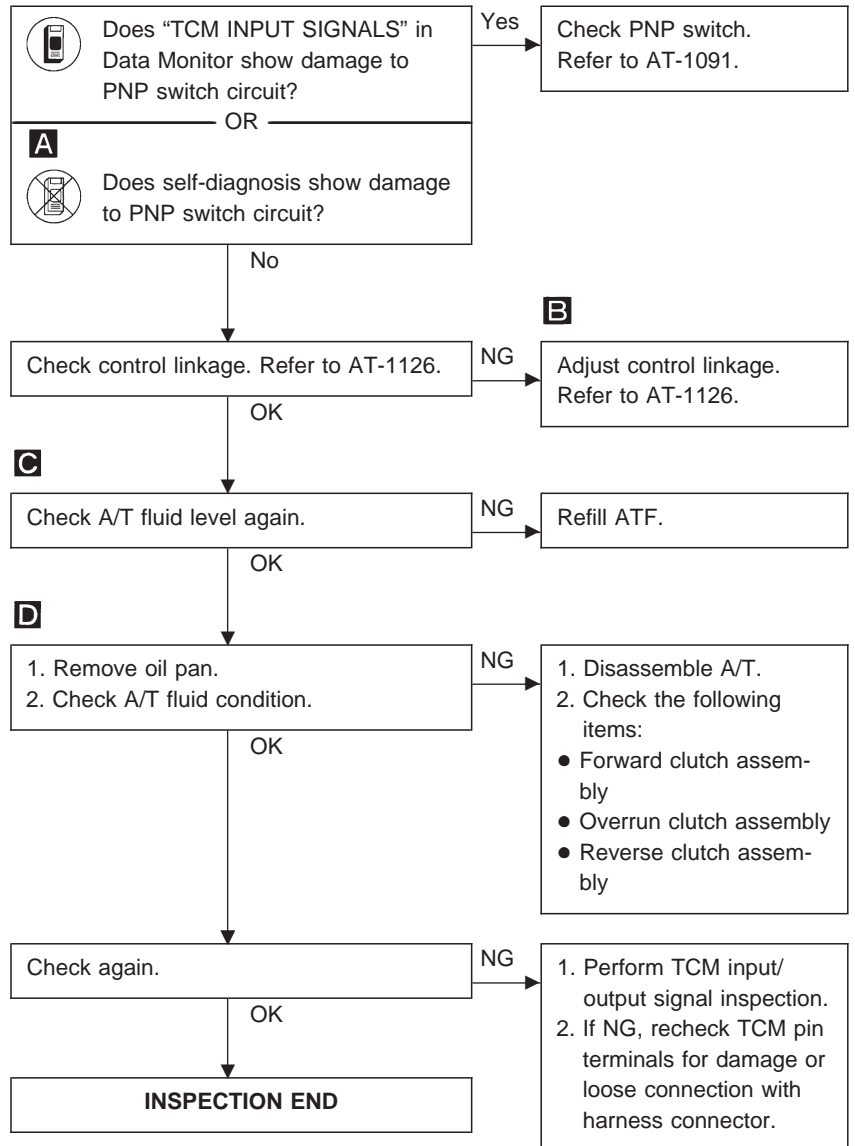 Does “TCM INPUT SIGNALS” in
Data Monitor show damage to
PNP switch circuit?
Yes
Check PNP switch.
Refer to AT-1091.
OR
A
Does self-diagnosis show damage
to PNP switch circuit?
No
B
Check control linkage. Refer to AT-1126.
NG
Adjust control linkage.
Refer to AT-1126.
OK
C
Check A/T fluid level again.
NG
Refill ATF.
OK
D
1. Remove oil pan.
2. Check A/T fluid condition.
NG
1. Disassemble A/T.
2. Check the following
items:
● Forward clutch assem-
bly
● Overrun clutch assembly
● Reverse clutch assem-
bly
OK
Check again.
NG
1. Perform TCM input/
output signal inspection.
2. If NG, recheck TCM pin
terminals for damage or
loose connection with
harness connector.
OK
INSPECTION END